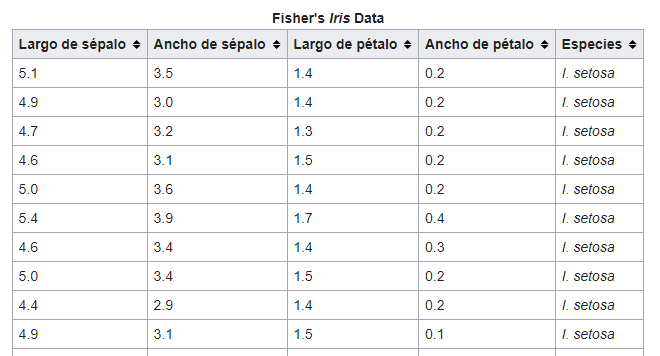 Fisher's Iris Data
Largo de sépalo Ancho de sépalo Largo de pétalo Ancho de pétalo Especies
5.1 3.5 1.4 0.2 I. setosa
4.9 3.0 1.4 0.2 I. setosa
4.7 3.2 1.3 0.2 I. setosa
4.6 3.1 1.5 0.2 I. setosa
5.0 3.6 1.4 0.2 I. setosa
5.4 3.9 1.7 0.4 I. setosa
4.6 3.4 1.4 0.3 I. setosa
5.0 3.4 1.5 0.2 I. setosa
4.4 2.9 1.4 0.2 I. setosa
4.9 3.1 1.5 0.1 I. setosa